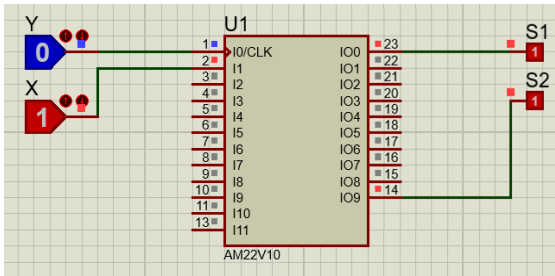 Y
0
X
1
U1
1 I0/CLK IO0 23
2 I1 IO1 22
3 I2 IO2 21
4 I3 IO3 20
5 I4 IO4 19
6 I5 IO5 18
7 I6 IO6 17
8 I7 IO7 16
9 I8 IO8 15
10 I9 IO9 14
11 I10
13 I11
AM22V10
S1
1
S2
1